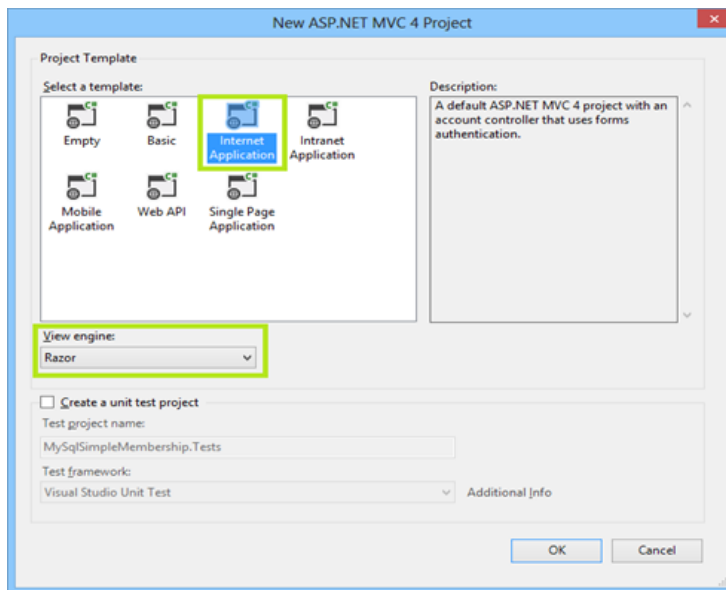 New ASP.NET MVC 4 Project
x
Project Template
Select a template:
Description:
C#
C#
C#
C#
Empty
Basic
Internet
Application
Intranet
Application
A default ASP.NET MVC 4 project with an
account controller that uses forms
authentication.
C#
C#
C#
Mobile
Application
Web API
Single Page
Application
View engine:
Razor
Create a unit test project
Test project name:
MySqlSimpleMembership.Tests
Test framework:
Visual Studio Unit Test
Additional Info
OK
Cancel